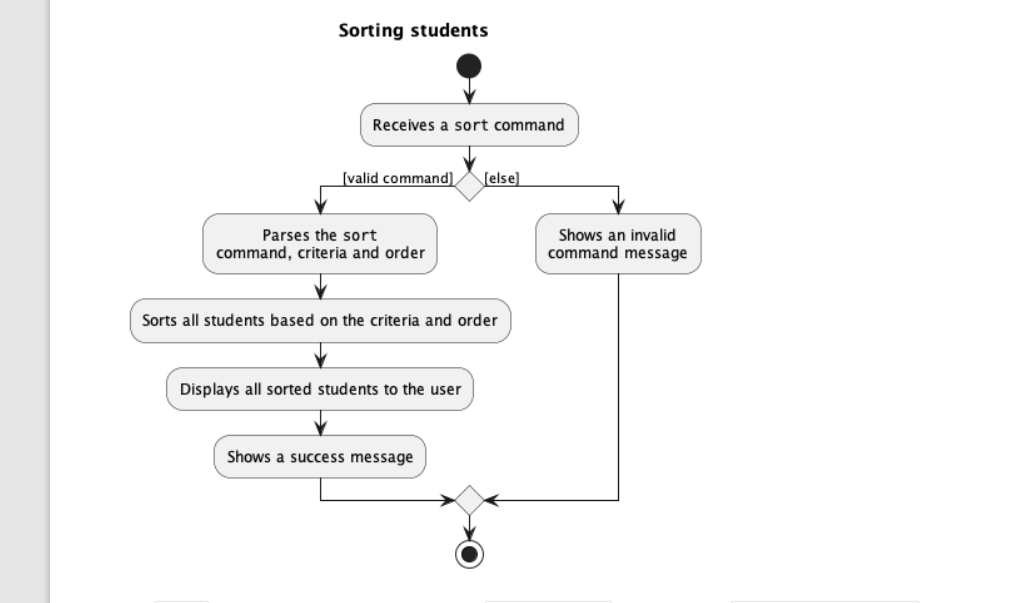 Sorting students
Receives a sort command
[valid command]
[else]
Parses the sort
command, criteria and order
Shows an invalid
command message
Sorts all students based on the criteria and order
Displays all sorted students to the user
Shows a success message